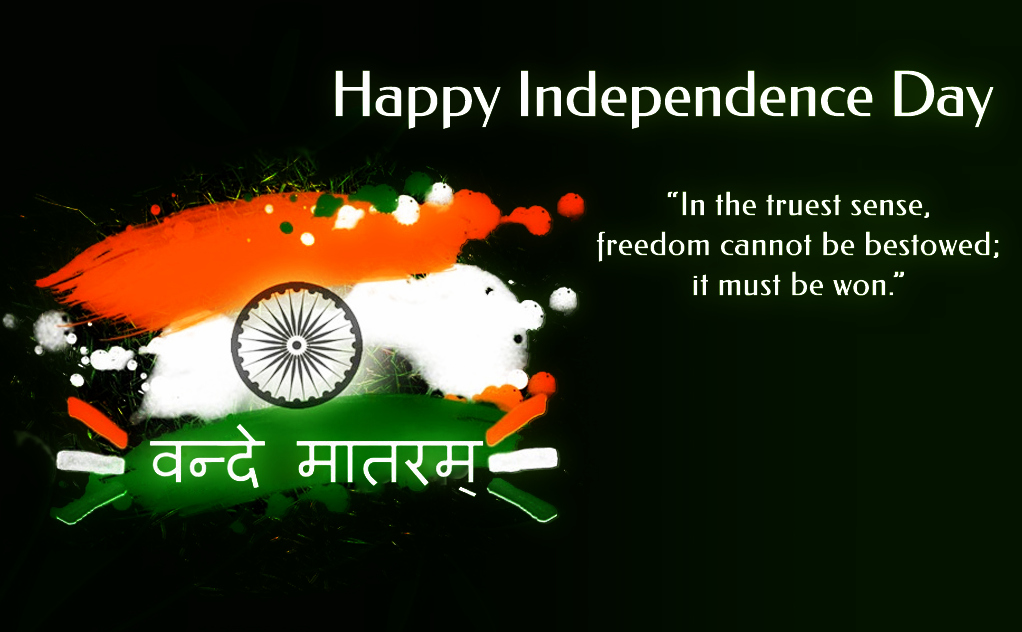 Happy Independence Day
“In the truest sense,
freedom cannot be bestowed;
it must be won.”
वन्दे मातरम्